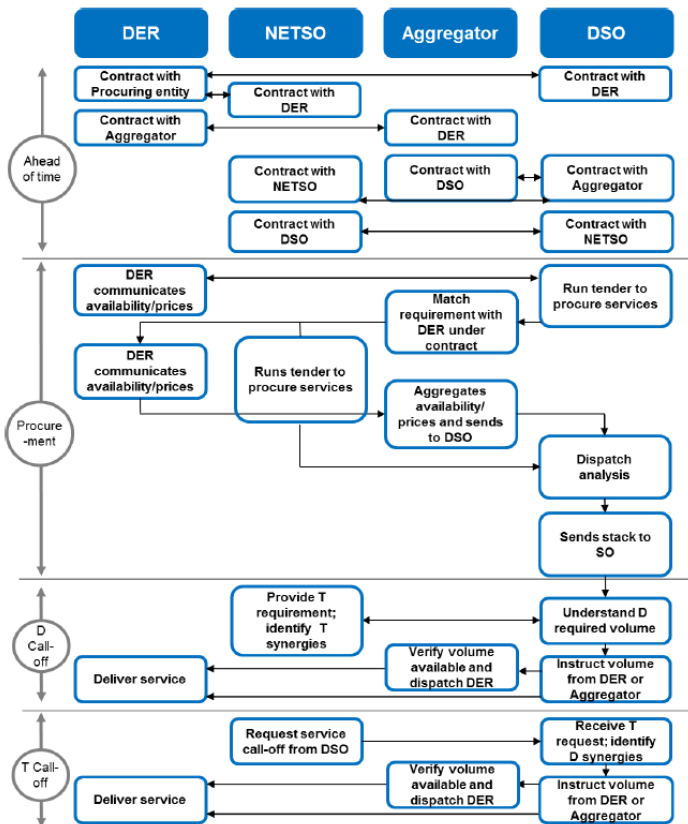 DER
NETSO
Aggregator
DSO
Ahead
of time
Contract with
Procuring entity
Contract with
DER
Contract with
DER
Contract with
Aggregator
Contract with
DER
Contract with
NETSO
Contract with
DSO
Contract with
Aggregator
Contract with
DSO
Contract with
NETSO
Procure
-ment
DER
communicates
availability/prices
Run tender to
procure services
Match
requirement with
DER under
contract
DER
communicates
availability/prices
Runs tender to
procure services
Aggregates
availability/
prices and sends
to DSO
Dispatch
analysis
Sends stack to
SO
D
Call-
off
Provide T
requirement;
identify T
synergies
Understand D
required volume
Deliver service
Verify volume
available and
dispatch DER
Instruct volume
from DER or
Aggregator
T Call-
off
Request service
call-off from DSO
Receive T
request; identify
D synergies
Deliver service
Verify volume
available and
dispatch DER
Instruct volume
from DER or
Aggregator